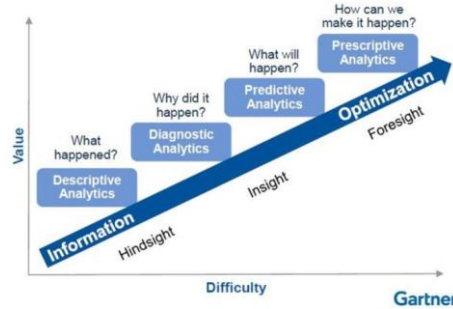 How can we
make it happen?
Prescriptive
Analytics
What will
happen?
Predictive
Analytics
Why did it
happen?
Diagnostic
Analytics
What
happened?
Descriptive
Analytics
Optimization
Foresight
Insight
Information
Hindsight
Value
Difficulty
Gartner